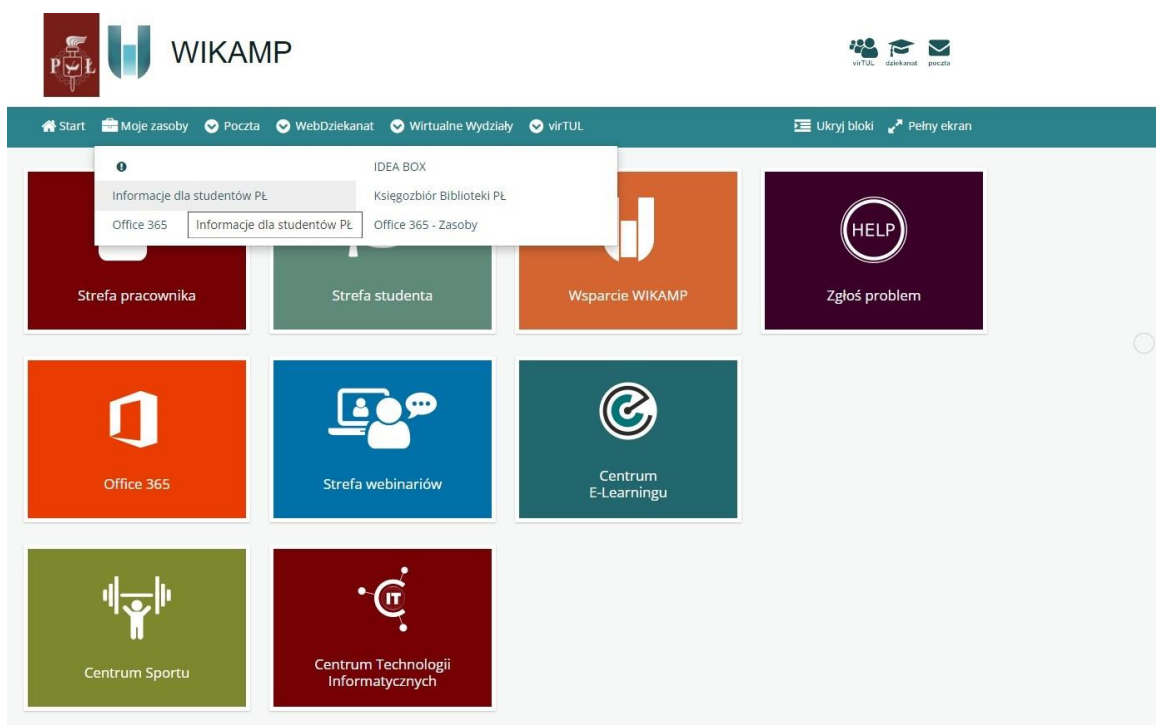 PŁ
WIKAMP
virTUL dziekanat poczta
Start Moje zasoby Poczta WebDziekanat Wirtualne Wydziały virTUL Ukryj bloki Pełny ekran
IDEA BOX
Informacje dla studentów PŁ Księgozbiór Biblioteki PŁ
Office 365 Informacje dla studentów PŁ Office 365 - Zasoby
HELP
Strefa pracownika Strefa studenta Wsparcie WIKAMP Zgłoś problem
Office 365 Strefa webinariów Centrum
E-Learningu
IT
Centrum Sportu Centrum Technologii
Informatycznych